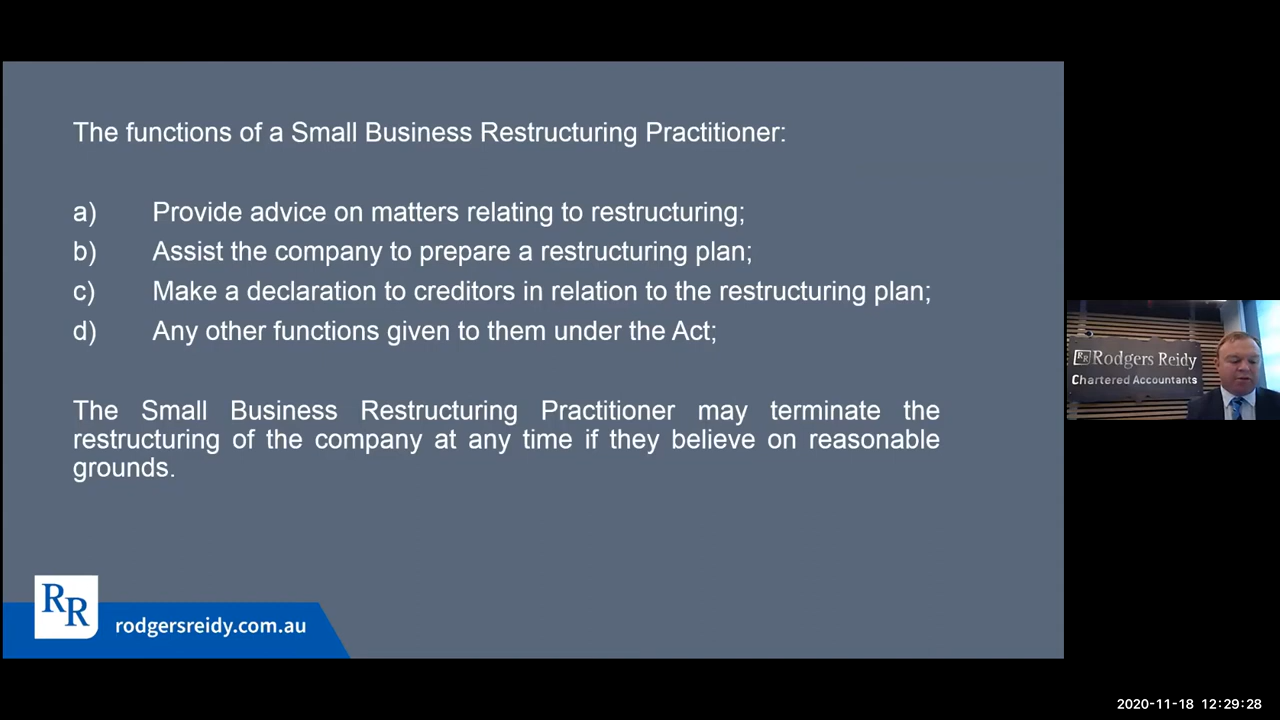 The functions of a Small Business Restructuring Practitioner:
a) Provide advice on matters relating to restructuring;
b) Assist the company to prepare a restructuring plan;
c) Make a declaration to creditors in relation to the restructuring plan;
d) Any other functions given to them under the Act;
The Small Business Restructuring Practitioner may terminate the
restructuring of the company at any time if they believe on reasonable
grounds.
RR
rodgersreidy.com.au
RR Rodgers Reidy
Chartered Accountants
2020-11-18 12:29:28